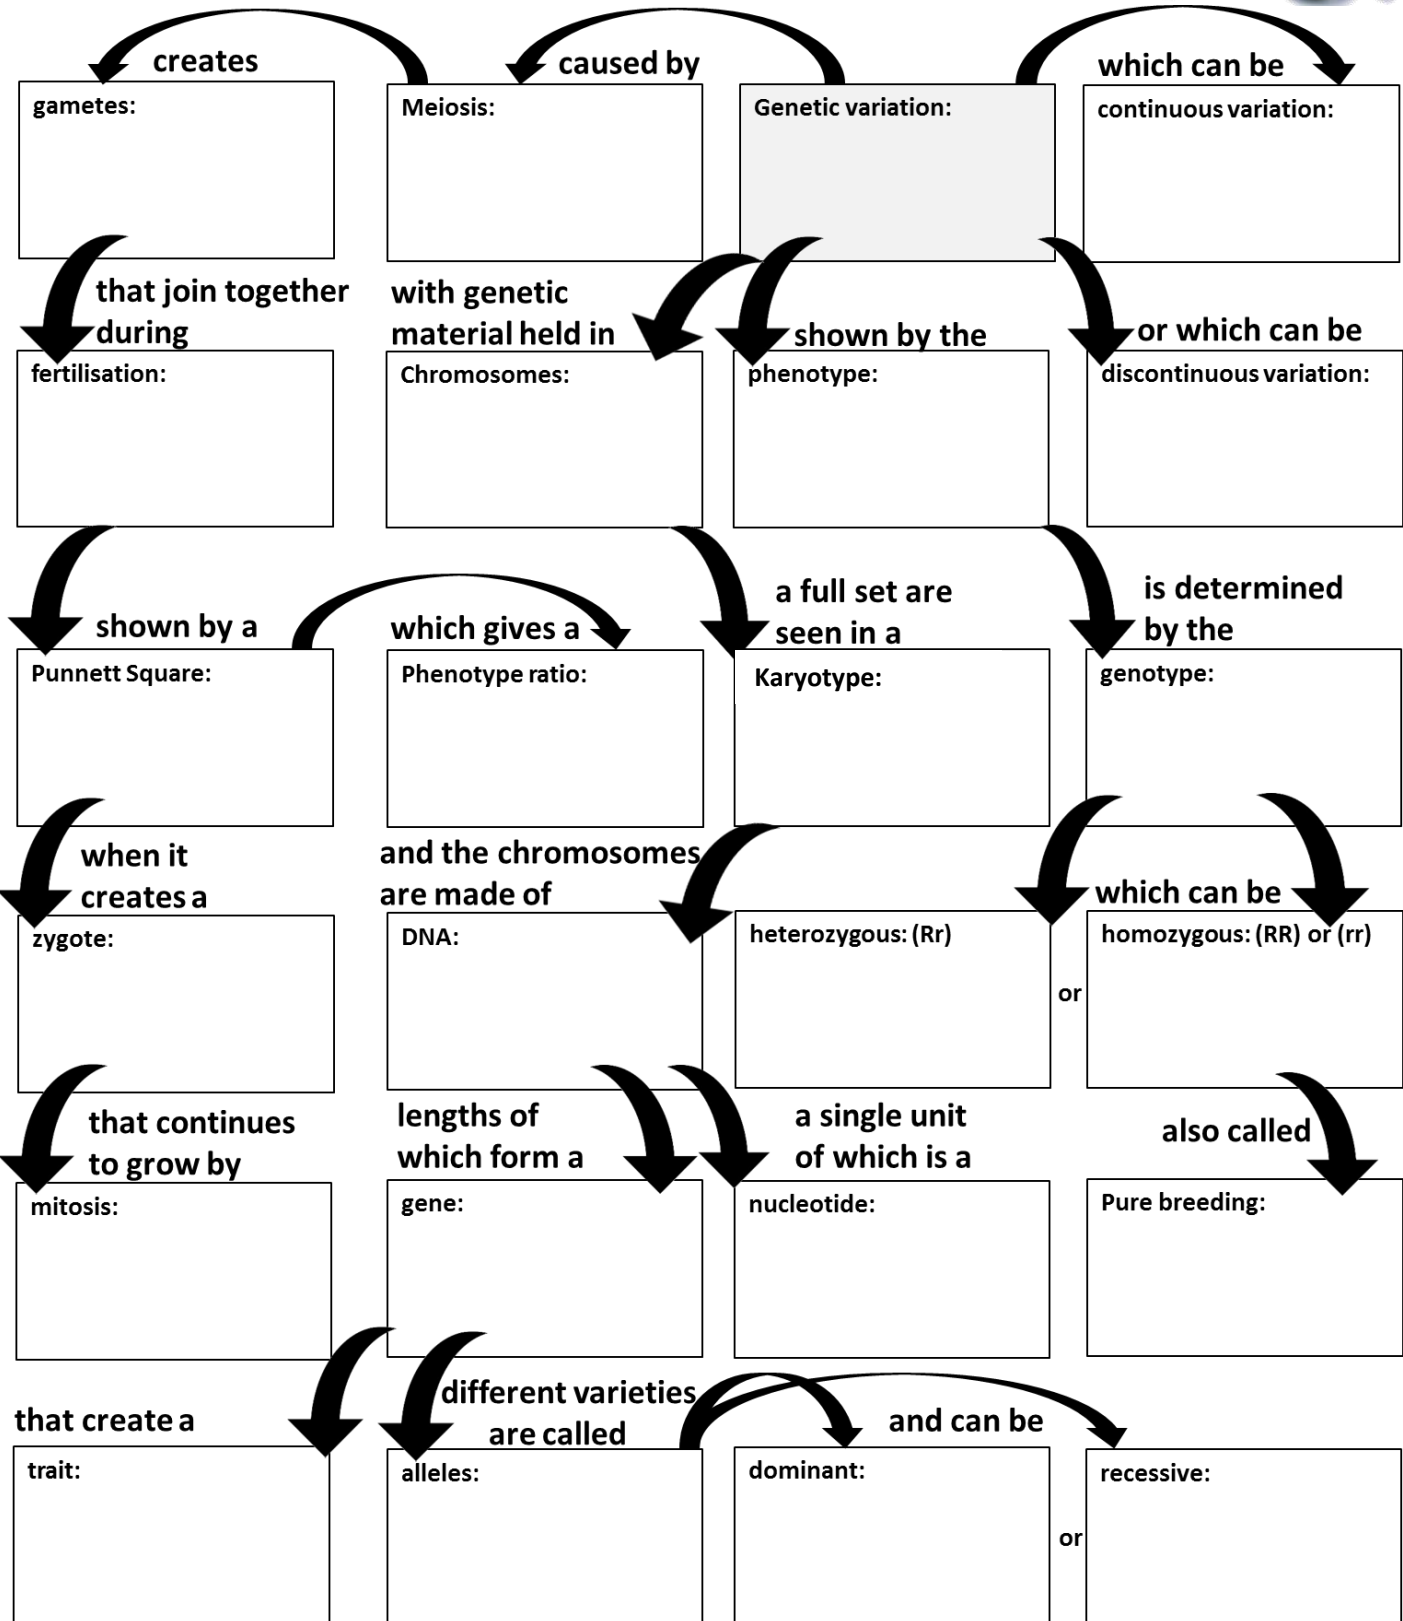 creates
caused by
which can be
gametes:
Meiosis:
Genetic variation:
continuous variation:
that join together
during
with genetic
material held in
shown by the
or which can be
fertilisation:
Chromosomes:
phenotype:
discontinuous variation:
shown by a
which gives a
a full set are
seen in a
is determined
by the
Punnett Square:
Phenotype ratio:
Karyotype:
genotype:
when it
creates a
and the chromosomes
are made of
which can be
zygote:
DNA:
heterozygous: (Rr)
or
homozygous: (RR) or (rr)
that continues
to grow by
lengths of
which form a
a single unit
of which is a
also called
mitosis:
gene:
nucleotide:
Pure breeding:
that create a
different varieties
are called
and can be
trait:
alleles:
dominant:
or
recessive: